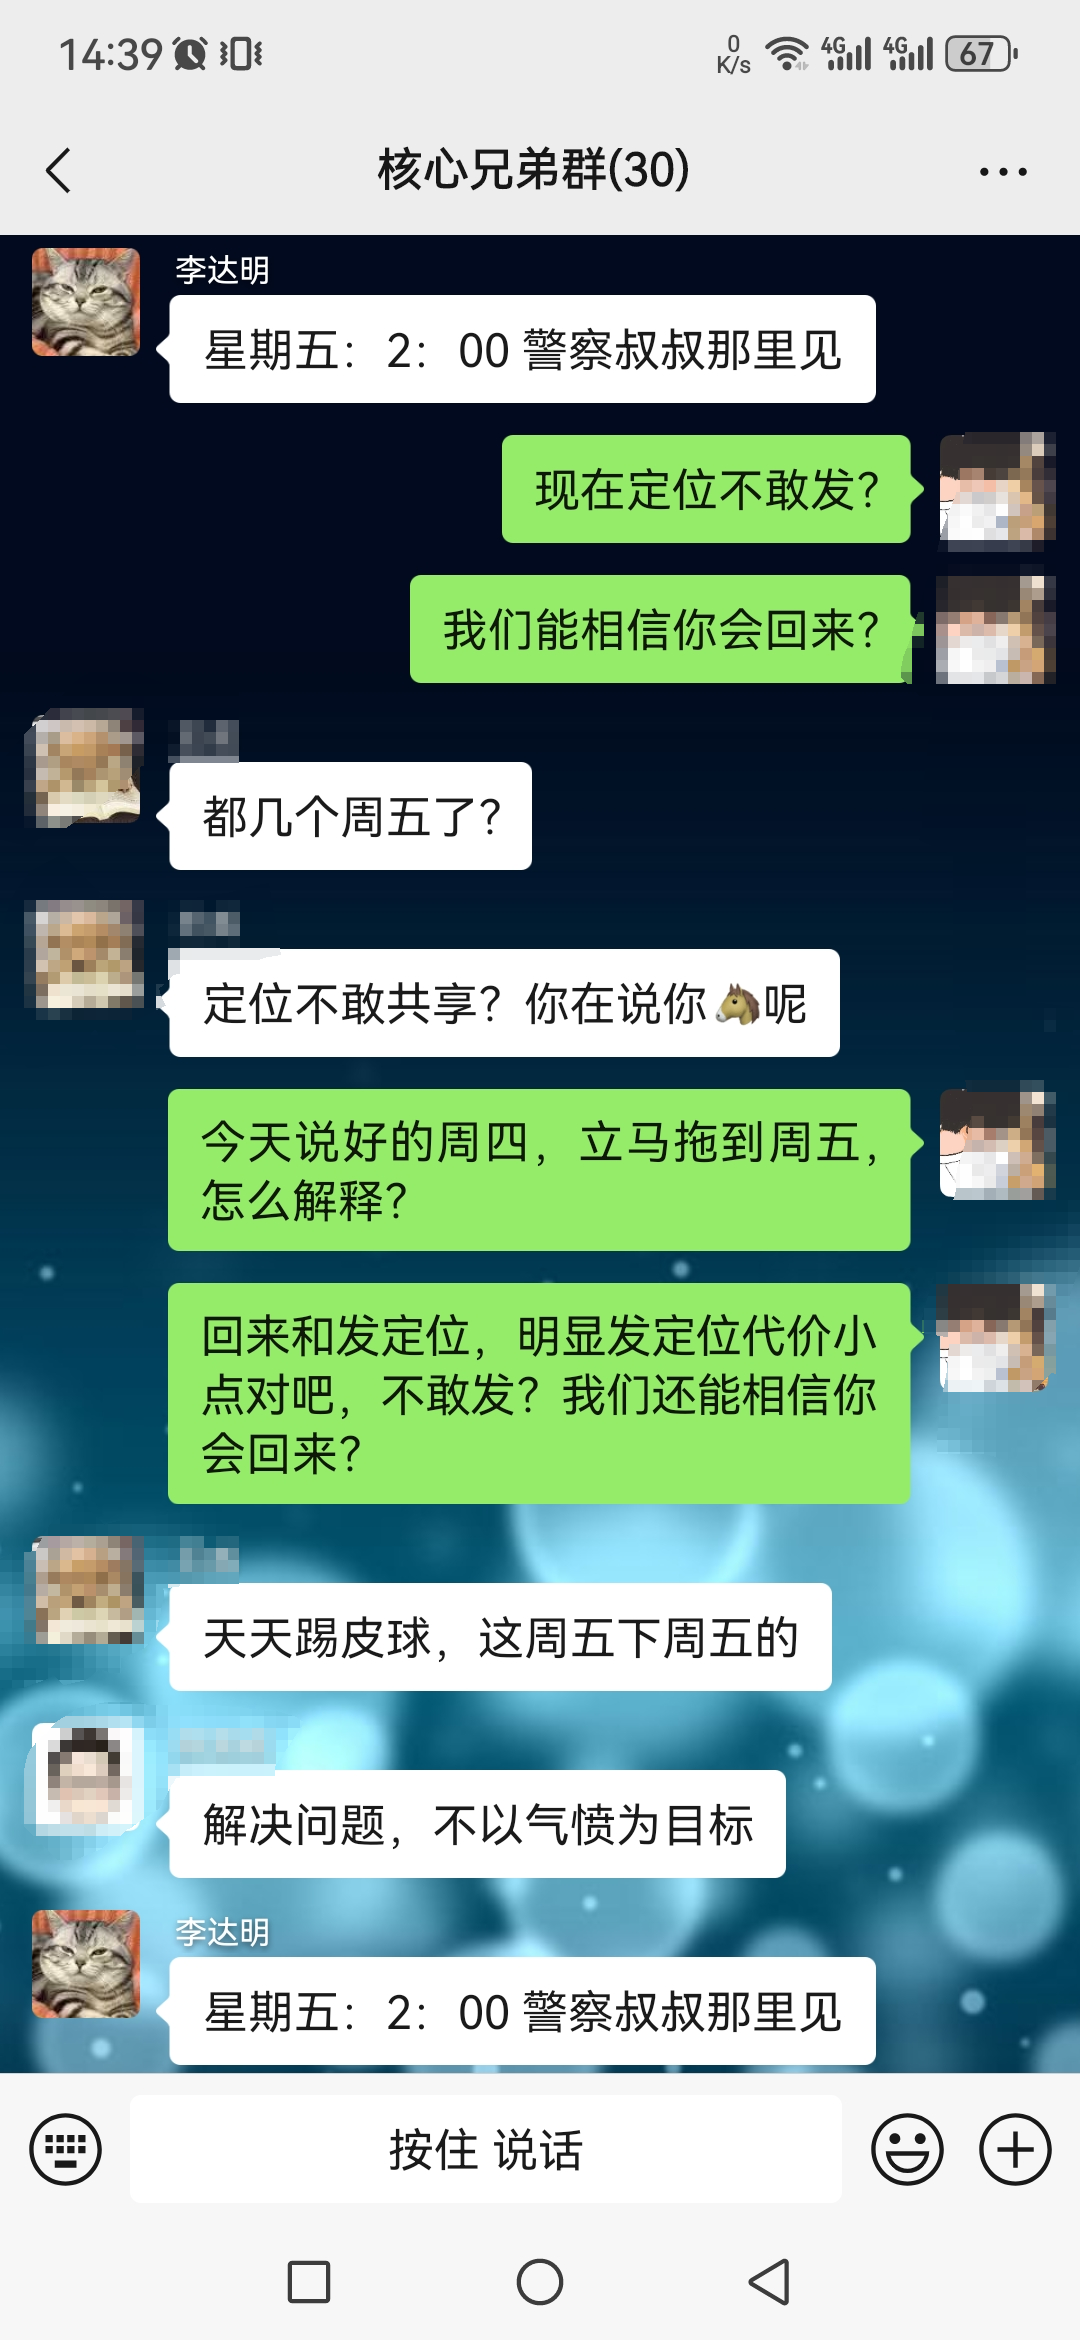 14:39
0
K/s
4G
4G
67
核心兄弟群(30)
李达明
星期五：2：00 警察叔叔那里见
现在定位不敢发？
我们能相信你会回来？
都几个周五了？
定位不敢共享？你在说你🐴呢
今天说好的周四，立马拖到周五，
怎么解释？
回来和发定位，明显发定位代价小
点对吧，不敢发？我们还能相信你
会回来？
天天踢皮球，这周五下周五的
解决问题，不以气愤为目标
李达明
星期五：2：00 警察叔叔那里见
按住 说话